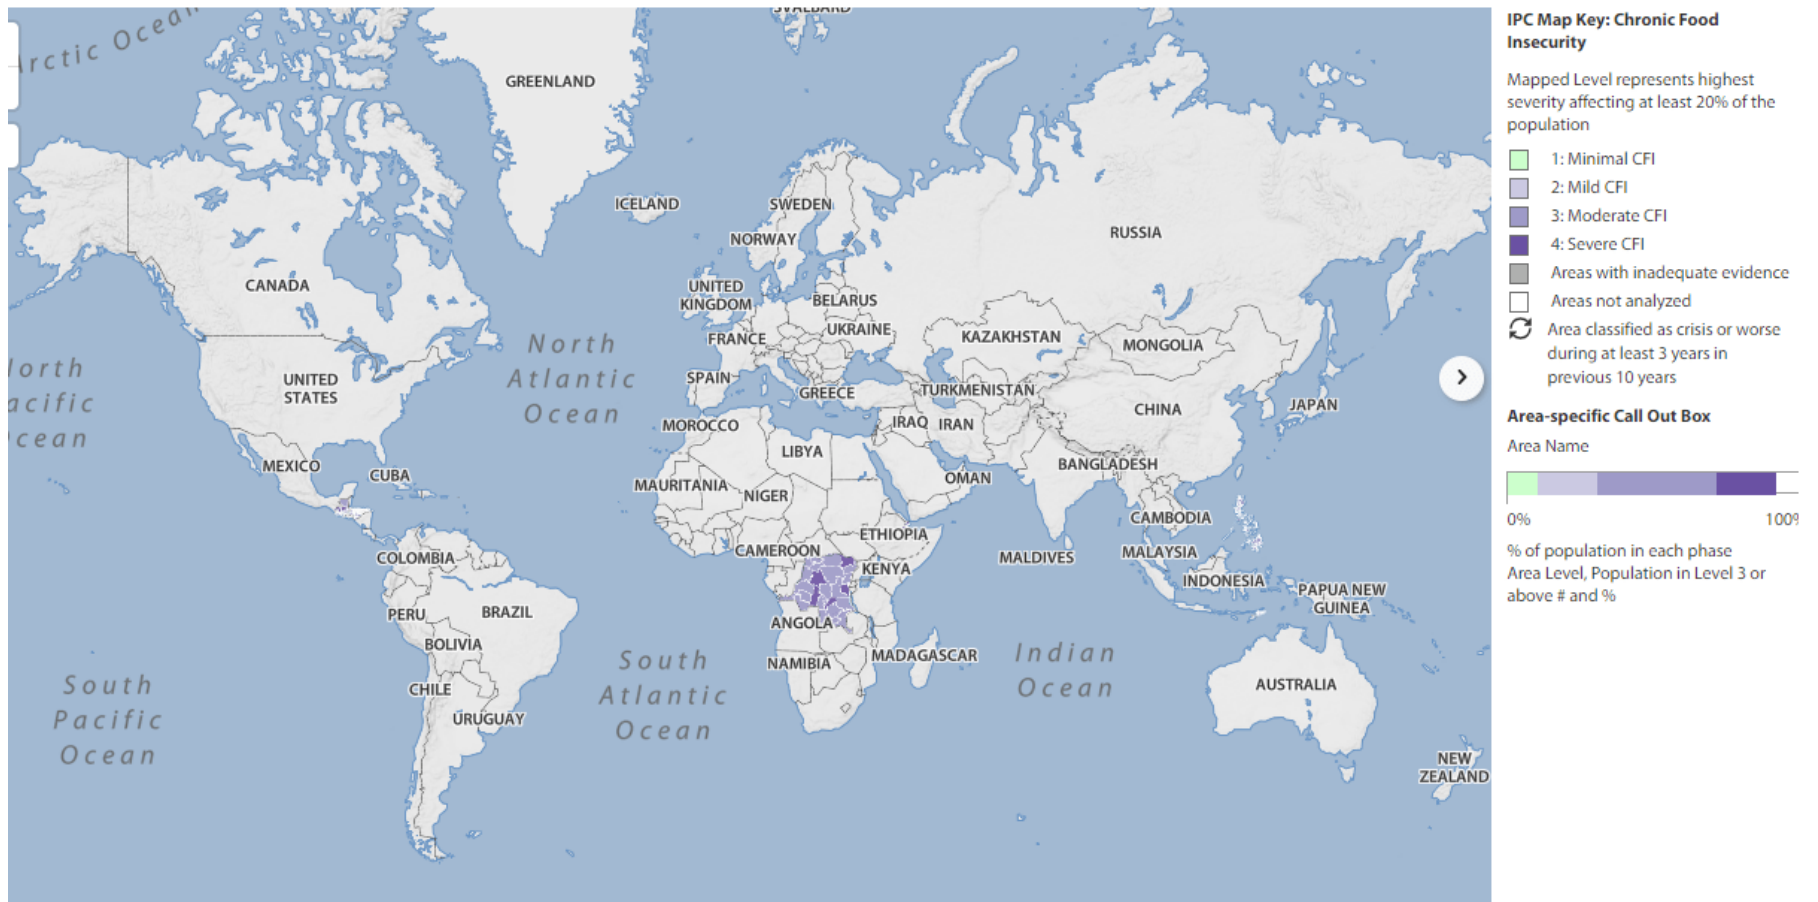 SVALBARD
Arctic Ocean
GREENLAND
ICELAND
SWEDEN
NORWAY
RUSSIA
CANADA
UNITED
KINGDOM
BELARUS
UKRAINE
FRANCE
KAZAKHSTAN
MONGOLIA
North
Atlantic
Ocean
orth
acific
cean
UNITED
STATES
SPAIN
GREECE
TURKMENISTAN
CHINA
JAPAN
MOROCCO
IRAQ
IRAN
LIBYA
MEXICO
CUBA
BANGLADESH
MAURITANIA
NIGER
OMAN
CAMBODIA
ETHIOPIA
CAMEROON
COLOMBIA
MALDIVES
MALAYSIA
KENYA
INDONESIA
PAPUA NEW
GUINEA
PERU
BRAZIL
ANGOLA
BOLIVIA
NAMIBIA
MADAGASCAR
Indian
Ocean
South
Atlantic
Ocean
South
Pacific
Ocean
CHILE
URUGUAY
AUSTRALIA
NEW
ZEALAND
IPC Map Key: Chronic Food
Insecurity
Mapped Level represents highest
severity affecting at least 20% of the
population
1: Minimal CFI
2: Mild CFI
3: Moderate CFI
4: Severe CFI
Areas with inadequate evidence
Areas not analyzed
Area classified as crisis or worse
during at least 3 years in
previous 10 years
Area-specific Call Out Box
Area Name
0%
100%
% of population in each phase
Area Level, Population in Level 3 or
above # and %